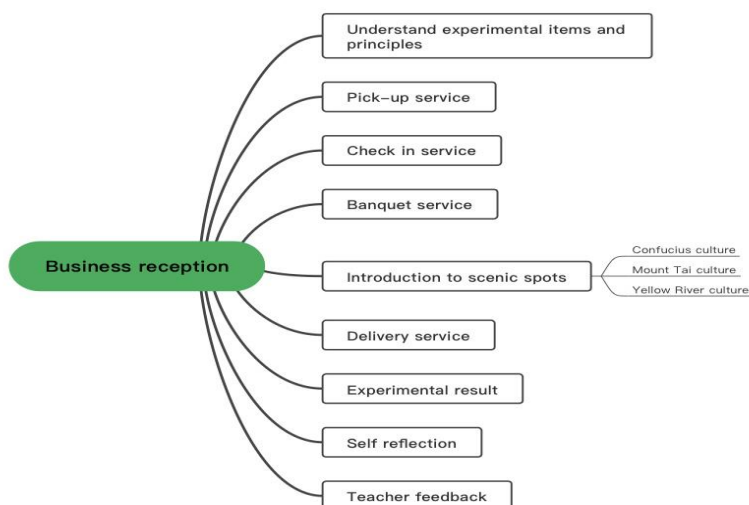 Understand experimental items and
principles
Pick-up service
Check in service
Banquet service
Business reception
Introduction to scenic spots
Confucius culture
Mount Tai culture
Yellow River culture
Delivery service
Experimental result
Self reflection
Teacher feedback